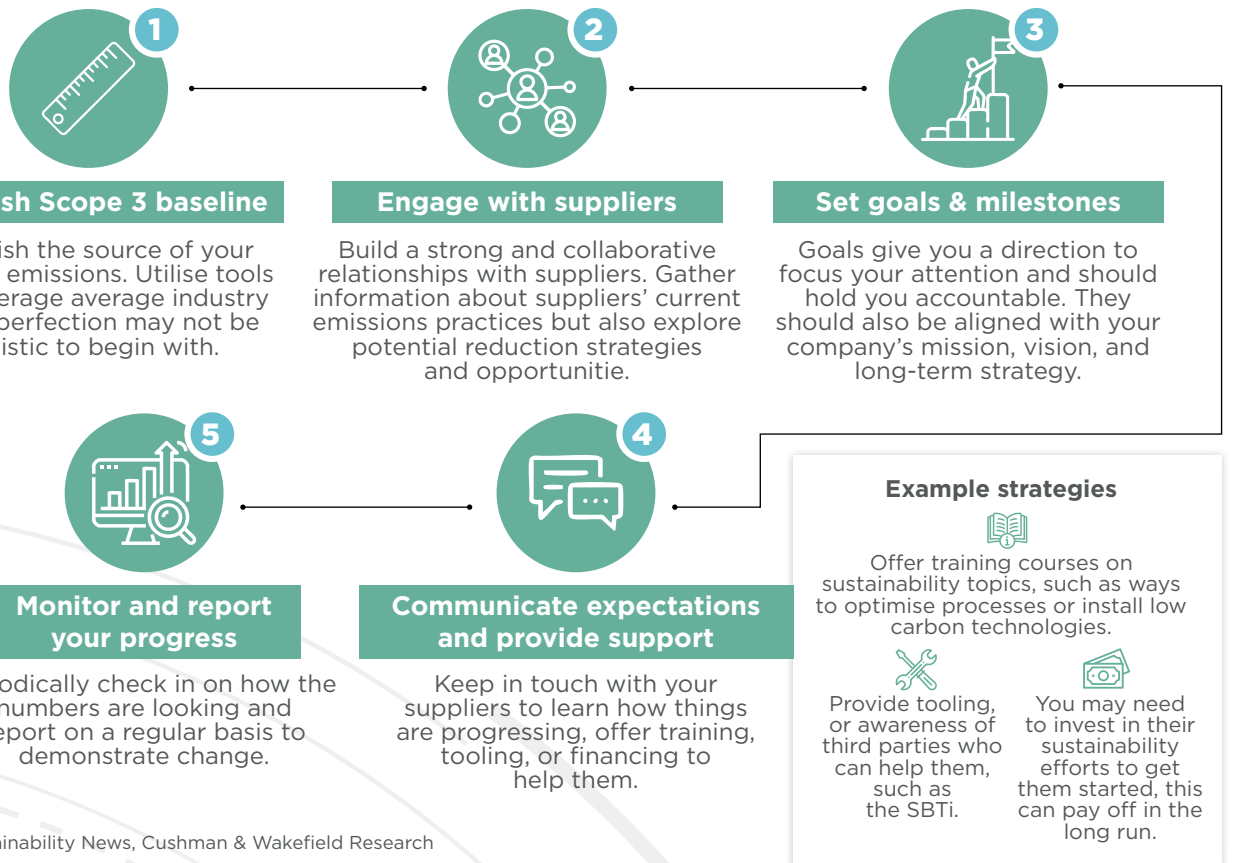 1
sh Scope 3 baseline
ish the source of your
emissions. Utilise tools
erage average industry
perfection may not be
istic to begin with.
2
Engage with suppliers
Build a strong and collaborative
relationships with suppliers. Gather
information about suppliers’ current
emissions practices but also explore
potential reduction strategies
and opportunitie.
3
Set goals & milestones
Goals give you a direction to
focus your attention and should
hold you accountable. They
should also be aligned with your
company’s mission, vision, and
long-term strategy.
4
Communicate expectations
and provide support
Keep in touch with your
suppliers to learn how things
are progressing, offer training,
tooling, or financing to
help them.
5
Monitor and report
your progress
odically check in on how the
numbers are looking and
eport on a regular basis to
demonstrate change.
Example strategies
Offer training courses on
sustainability topics, such as ways
to optimise processes or install low
carbon technologies.
Provide tooling,
or awareness of
third parties who
can help them,
such as
the SBTi.
You may need
to invest in their
sustainability
efforts to get
them started, this
can pay off in the
long run.
ainability News, Cushman & Wakefield Research